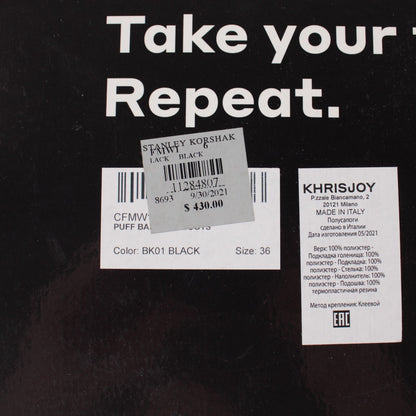 Take your
Repeat.
STANLEY KORSHAK
FMW1 6
LACK BLACK
11284807
8693 9/30/2021
$ 430.00
CFMW
PUFF BA
Color: BK01 BLACK Size: 36
KHRISJOY
P.zzale Biancamano, 2
20121 Milano
MADE IN ITALY
Полусапоги
сделано в Италии
Дата изготовления 05/2021
Верх: 100% полиэстер -
Подкладка голенища: 100%
полиэстер - Подкладка: 100%
полиэстер - Стелька: 100%
полиэстер - Наполнитель: 100%
полиэстер - Подошва: 100%
термопластичная резина
Метод крепления: Клеевой
EAC